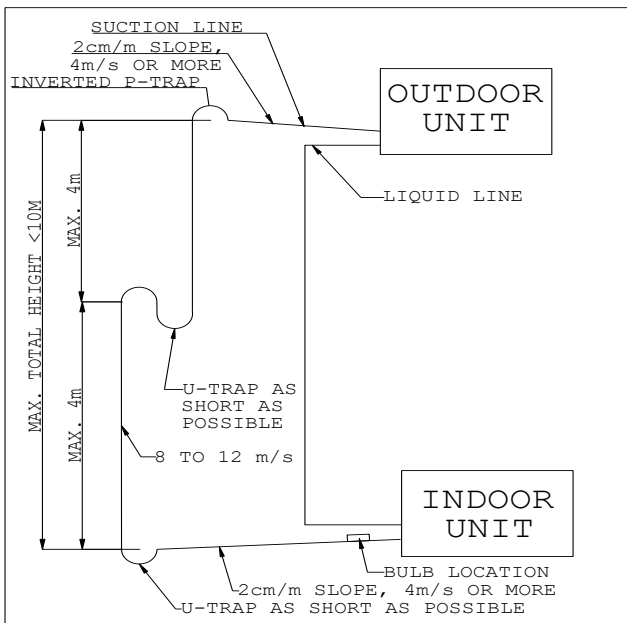 SUCTION LINE
2cm/m SLOPE,
4m/s OR MORE
INVERTED P-TRAP
OUTDOOR
UNIT
LIQUID LINE
MAX. TOTAL HEIGHT <10M
MAX. 4m
MAX. 4m
U-TRAP AS
SHORT AS
POSSIBLE
8 TO 12 m/s
INDOOR
UNIT
BULB LOCATION
2cm/m SLOPE, 4m/s OR MORE
U-TRAP AS SHORT AS POSSIBLE